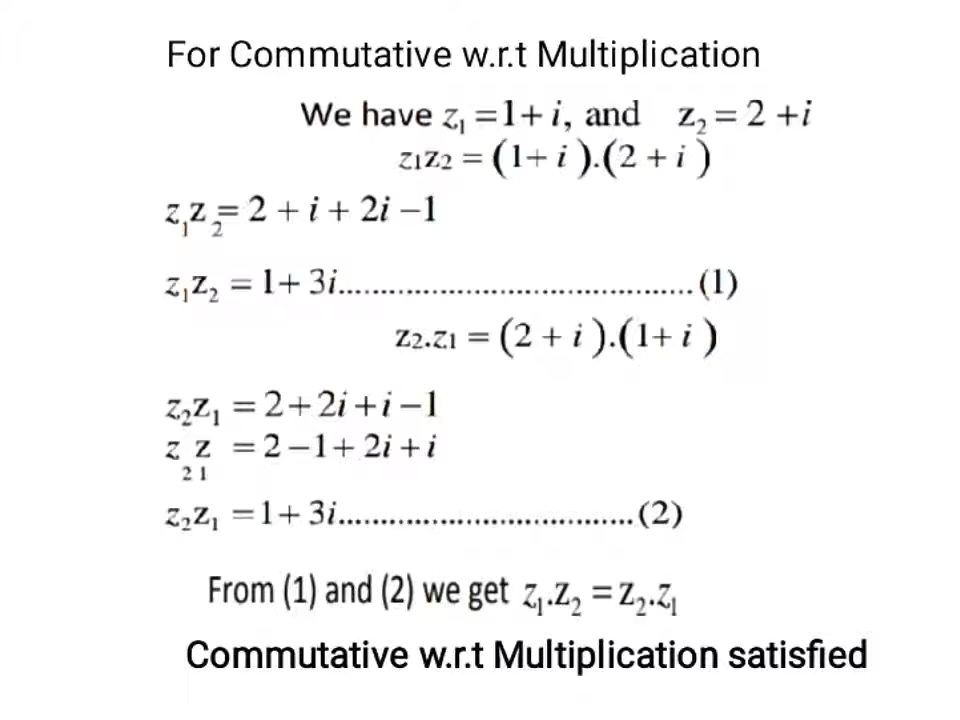 For Commutative w.r.t Multiplication
We have z₁ =1+ i, and z₂ = 2 +i
z1z2 = (1+ i ).(2 + i )
z₁z₂ = 2 + i + 2i −1
z₁z₂ = 1+ 3i..........................................(1)
z2.z1 = (2 + i ).(1+ i )
z₂z₁ = 2+2i +i −1
z z = 2 −1+ 2i + i
2 1
z₂z₁ =1+ 3i...................................(2)
From (1) and (2) we get z₁.z₂ = z₂.z₁
Commutative w.r.t Multiplication satisfied